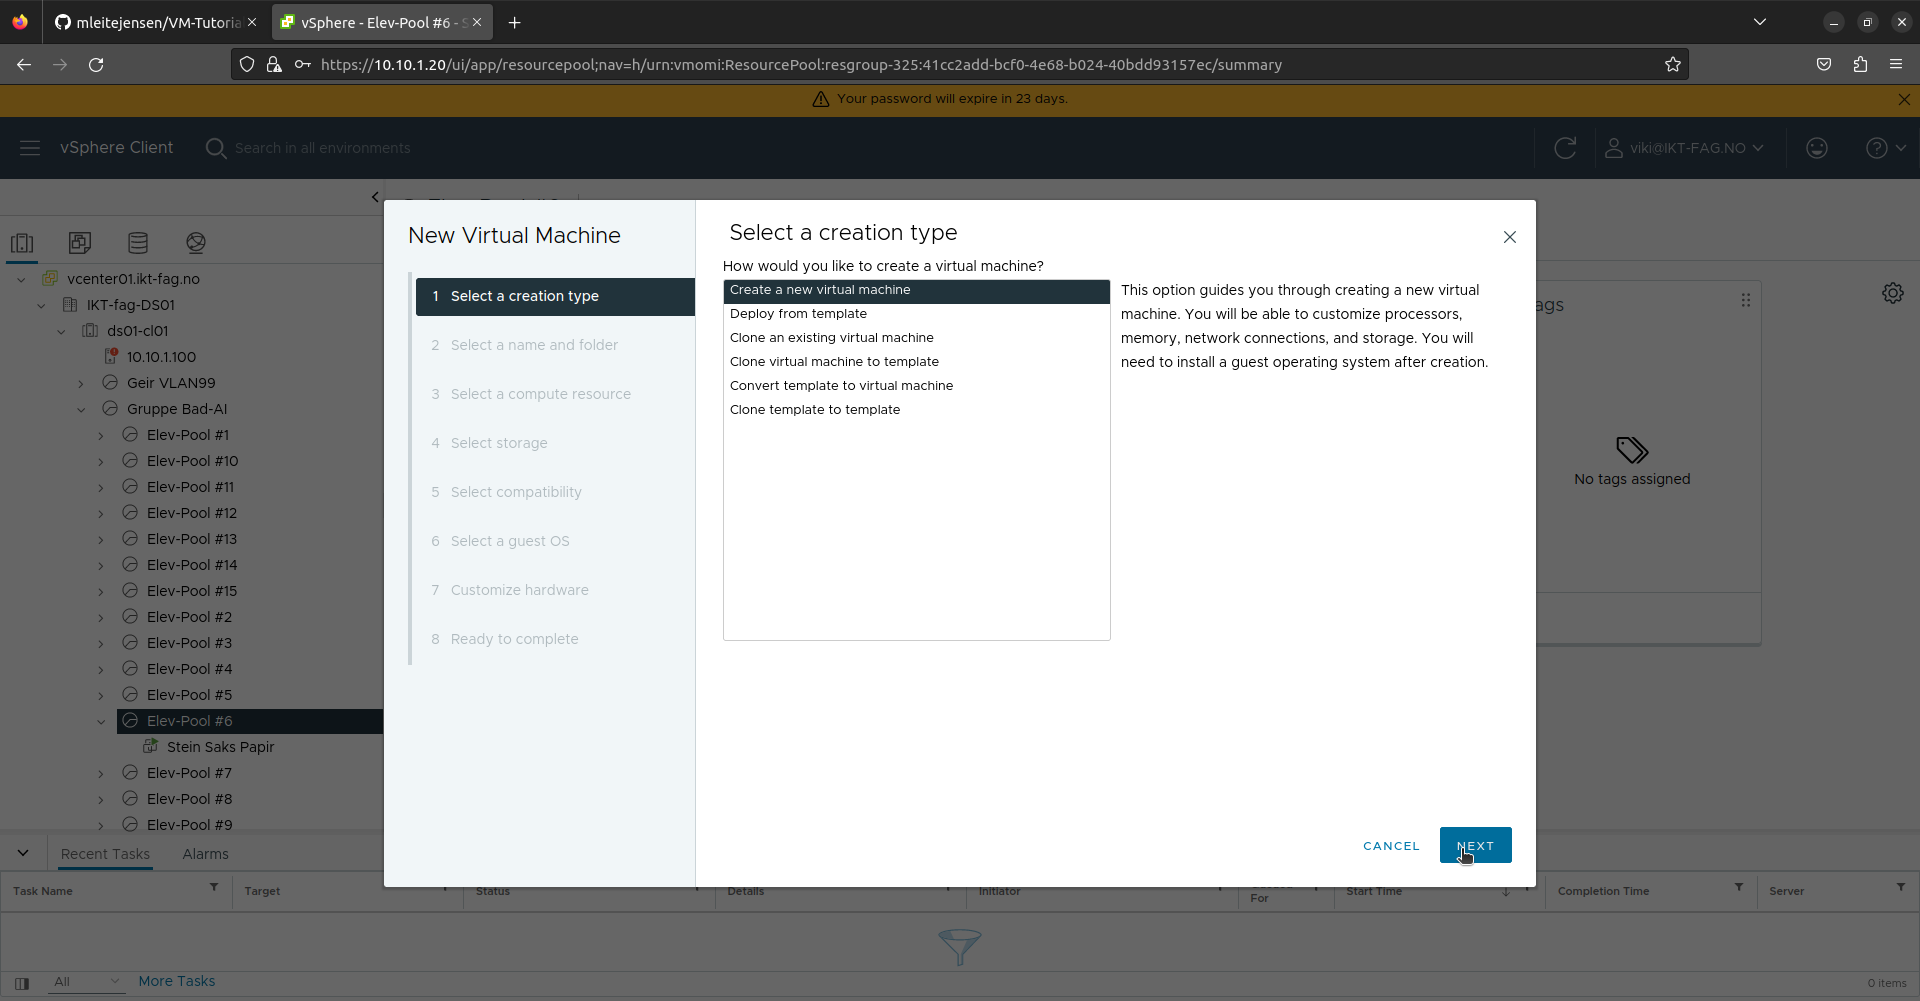 mleitejensen/VM-Tutoria
vSphere - Elev-Pool #6 - S
https://10.10.1.20/ui/app/resourcepool;nav=h/urn:vmomi:ResourcePool:resgroup-325:41cc2add-bcf0-4e68-b024-40bdd93157ec/summary
Your password will expire in 23 days.
vSphere Client
Search in all environments
viki@IKT-FAG.NO
vcenter01.ikt-fag.no
IKT-fag-DS01
ds01-cl01
10.10.1.100
Geir VLAN99
Gruppe Bad-AI
Elev-Pool #1
Elev-Pool #10
Elev-Pool #11
Elev-Pool #12
Elev-Pool #13
Elev-Pool #14
Elev-Pool #15
Elev-Pool #2
Elev-Pool #3
Elev-Pool #4
Elev-Pool #5
Elev-Pool #6
Stein Saks Papir
Elev-Pool #7
Elev-Pool #8
Elev-Pool #9
New Virtual Machine
1 Select a creation type
2 Select a name and folder
3 Select a compute resource
4 Select storage
5 Select compatibility
6 Select a guest OS
7 Customize hardware
8 Ready to complete
Select a creation type
How would you like to create a virtual machine?
Create a new virtual machine
Deploy from template
Clone an existing virtual machine
Clone virtual machine to template
Convert template to virtual machine
Clone template to template
This option guides you through creating a new virtual
machine. You will be able to customize processors,
memory, network connections, and storage. You will
need to install a guest operating system after creation.
CANCEL
NEXT
ags
No tags assigned
Recent Tasks
Alarms
Task Name
Target
Status
Details
Initiator
For
Start Time
Completion Time
Server
All
More Tasks
0 items